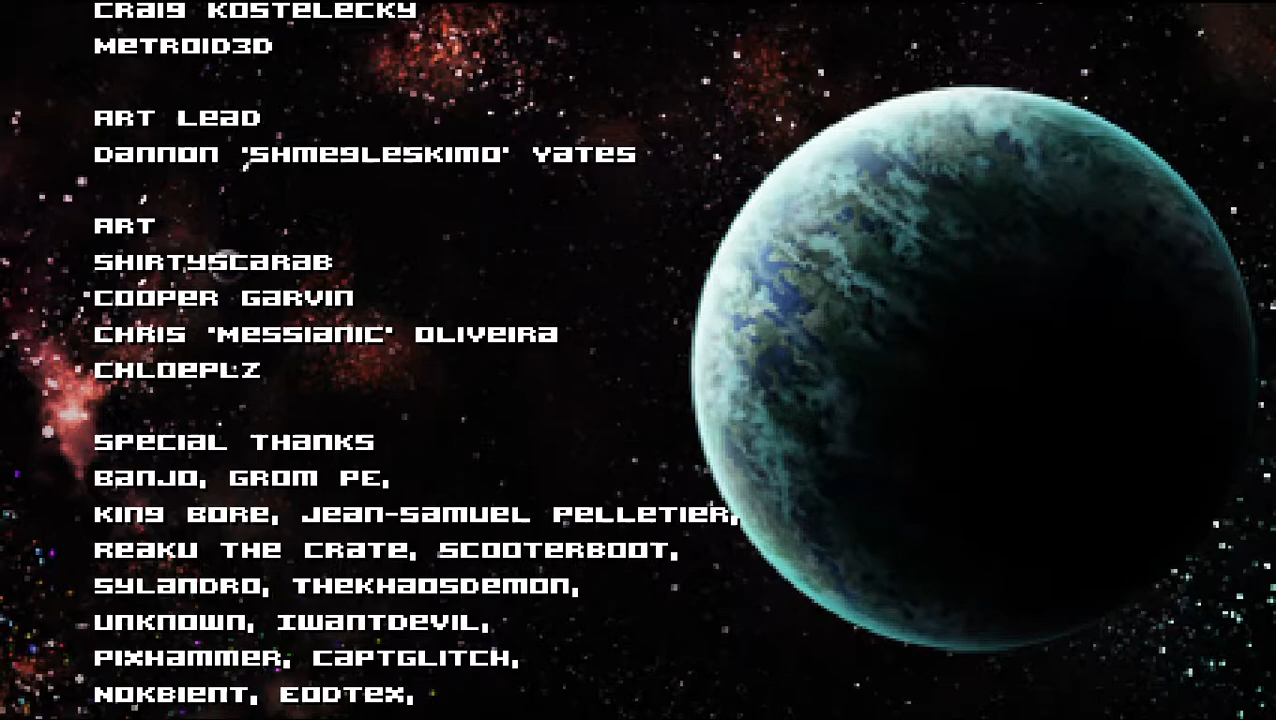 CRAIG KOSTELECKY
METROID3D
ART LEAD
DANNON 'SHMEGLESKIMO' YATES
ART
SHIRTYSCARAB
COOPER GARVIN
CHRIS 'MESSIANIC' OLIVEIRA
CHLOEPLZ
SPECIAL THANKS
BANJO, GROM PE,
KING BORE, JEAN-SAMUEL PELLETIER,
REAKU THE CRATE, SCOOTERBOOT,
SYLANDRO, THEKHAOSDEMON,
UNKNOWN, IWANTDEVIL,
PIXHAMMER, CAPTGLITCH,
NOKBIENT, EODTEX,